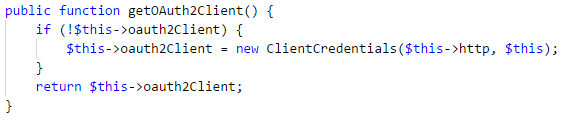 public function getOAuth2Client() {
    if (!$this->oauth2Client) {
        $this->oauth2Client = new ClientCredentials($this->http, $this);
    }
    return $this->oauth2Client;
}